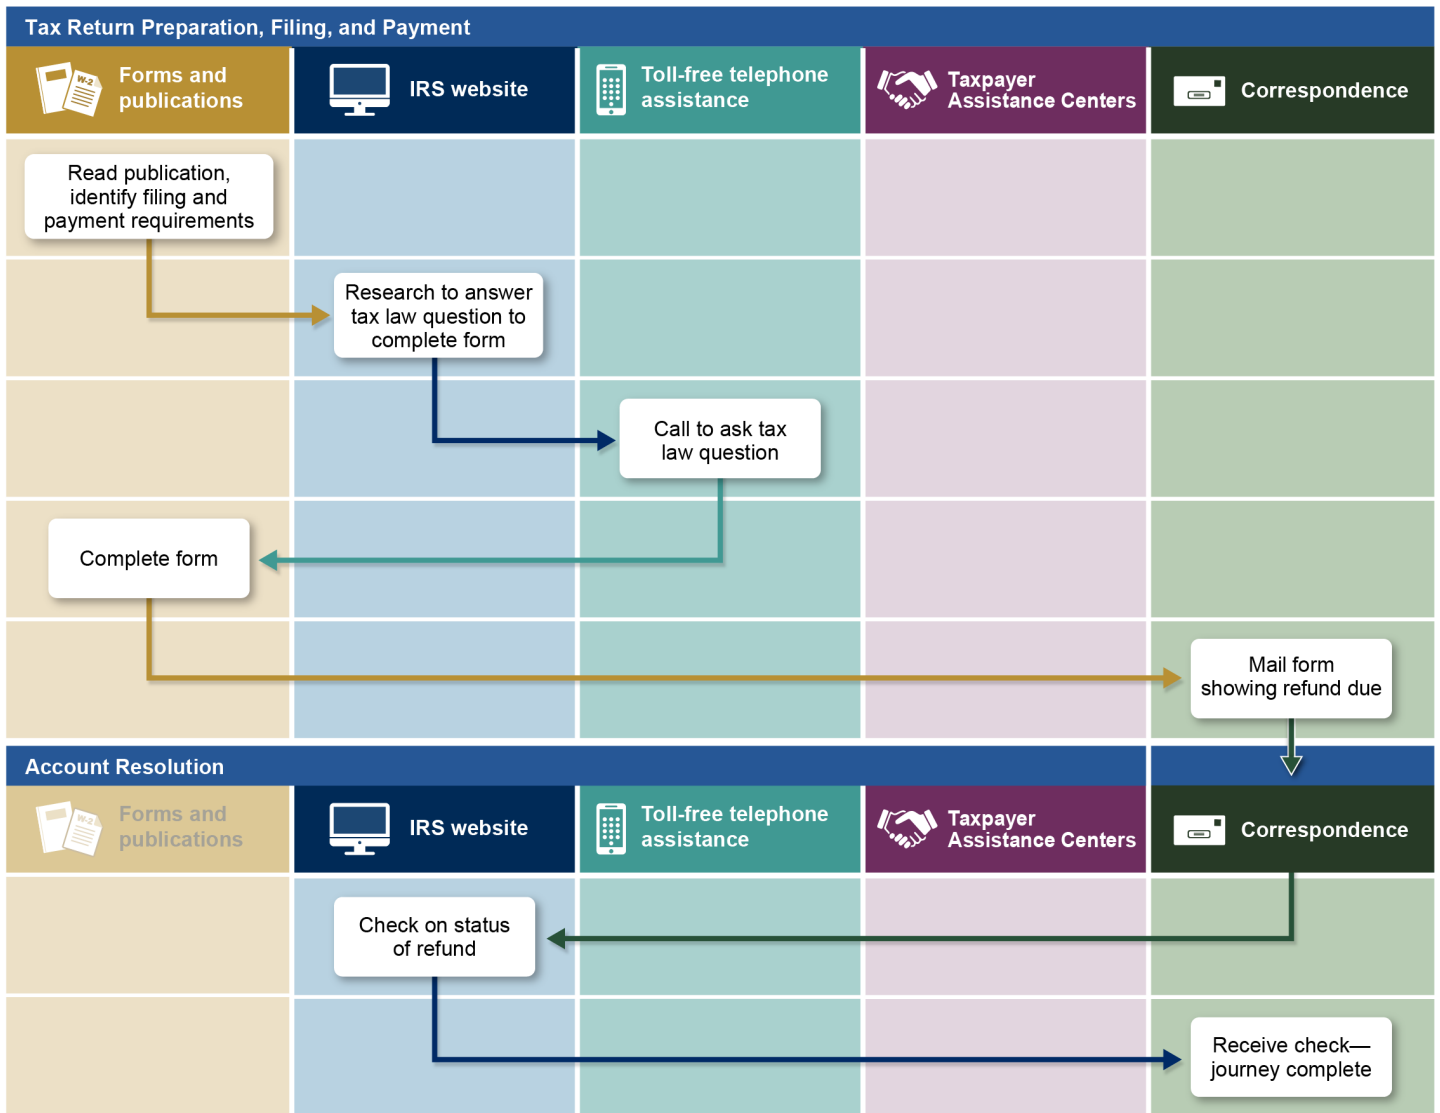 Tax Return Preparation, Filing, and Payment
W-2
Forms and
publications
IRS website
Toll-free telephone
assistance
Taxpayer
Assistance Centers
Correspondence
Read publication,
identify filing and
payment requirements
Research to answer
tax law question to
complete form
Call to ask tax
law question
Complete form
Mail form
showing refund due
Account Resolution
W-2
Forms and
publications
IRS website
Toll-free telephone
assistance
Taxpayer
Assistance Centers
Correspondence
Check on status
of refund
Receive check—
journey complete